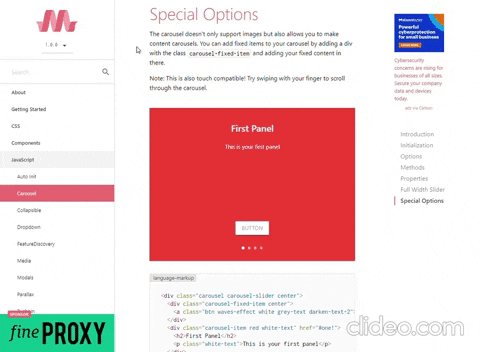 1.0.0
Search
About
Getting Started
CSS
Components
JavaScript
Auto Init
Carousel
Collapsible
Dropdown
FeatureDiscovery
Media
Modals
Parallax
fine PROXY
Special Options
The carousel doesn't only support images but also allows you to make
content carousels. You can add fixed items to your carousel by adding a div
with the class carousel-fixed-item and adding your fixed content in
there.
Note: This is also touch compatible! Try swiping with your finger to scroll
through the carousel.
First Panel
This is your first panel
BUTTON
language-markup
<div class="carousel carousel-slider center">
<div class="carousel-fixed-item center">
<a class="btn waves-effect white grey-text darken-text-2"
</div>
<div class="carousel-item red white-text" href="#one!">
<h2>First Panel</h2>
<p class="white-text">This is your first panel</p>
</div>
Malwarebytes
Powerful
cyberprotection
for small business
Cybersecurity
concerns are rising
for businesses of all
sizes. Secure your
company data and
devices today.
ads via Carbon
Introduction
Initialization
Options
Methods
Properties
Full Width Slider
Special Options
clideo.com